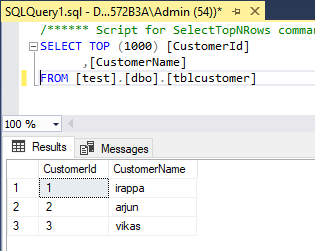 SQLQuery1.sql - D...572B3A\Admin (54))*
/****** Script for SelectTopNRows comma
SELECT TOP (1000) [CustomerId]
,[CustomerName]
FROM [test].[dbo].[tblcustomer]
100 %
Results Messages
CustomerId CustomerName
1 1 irappa
2 2 arjun
3 3 vikas